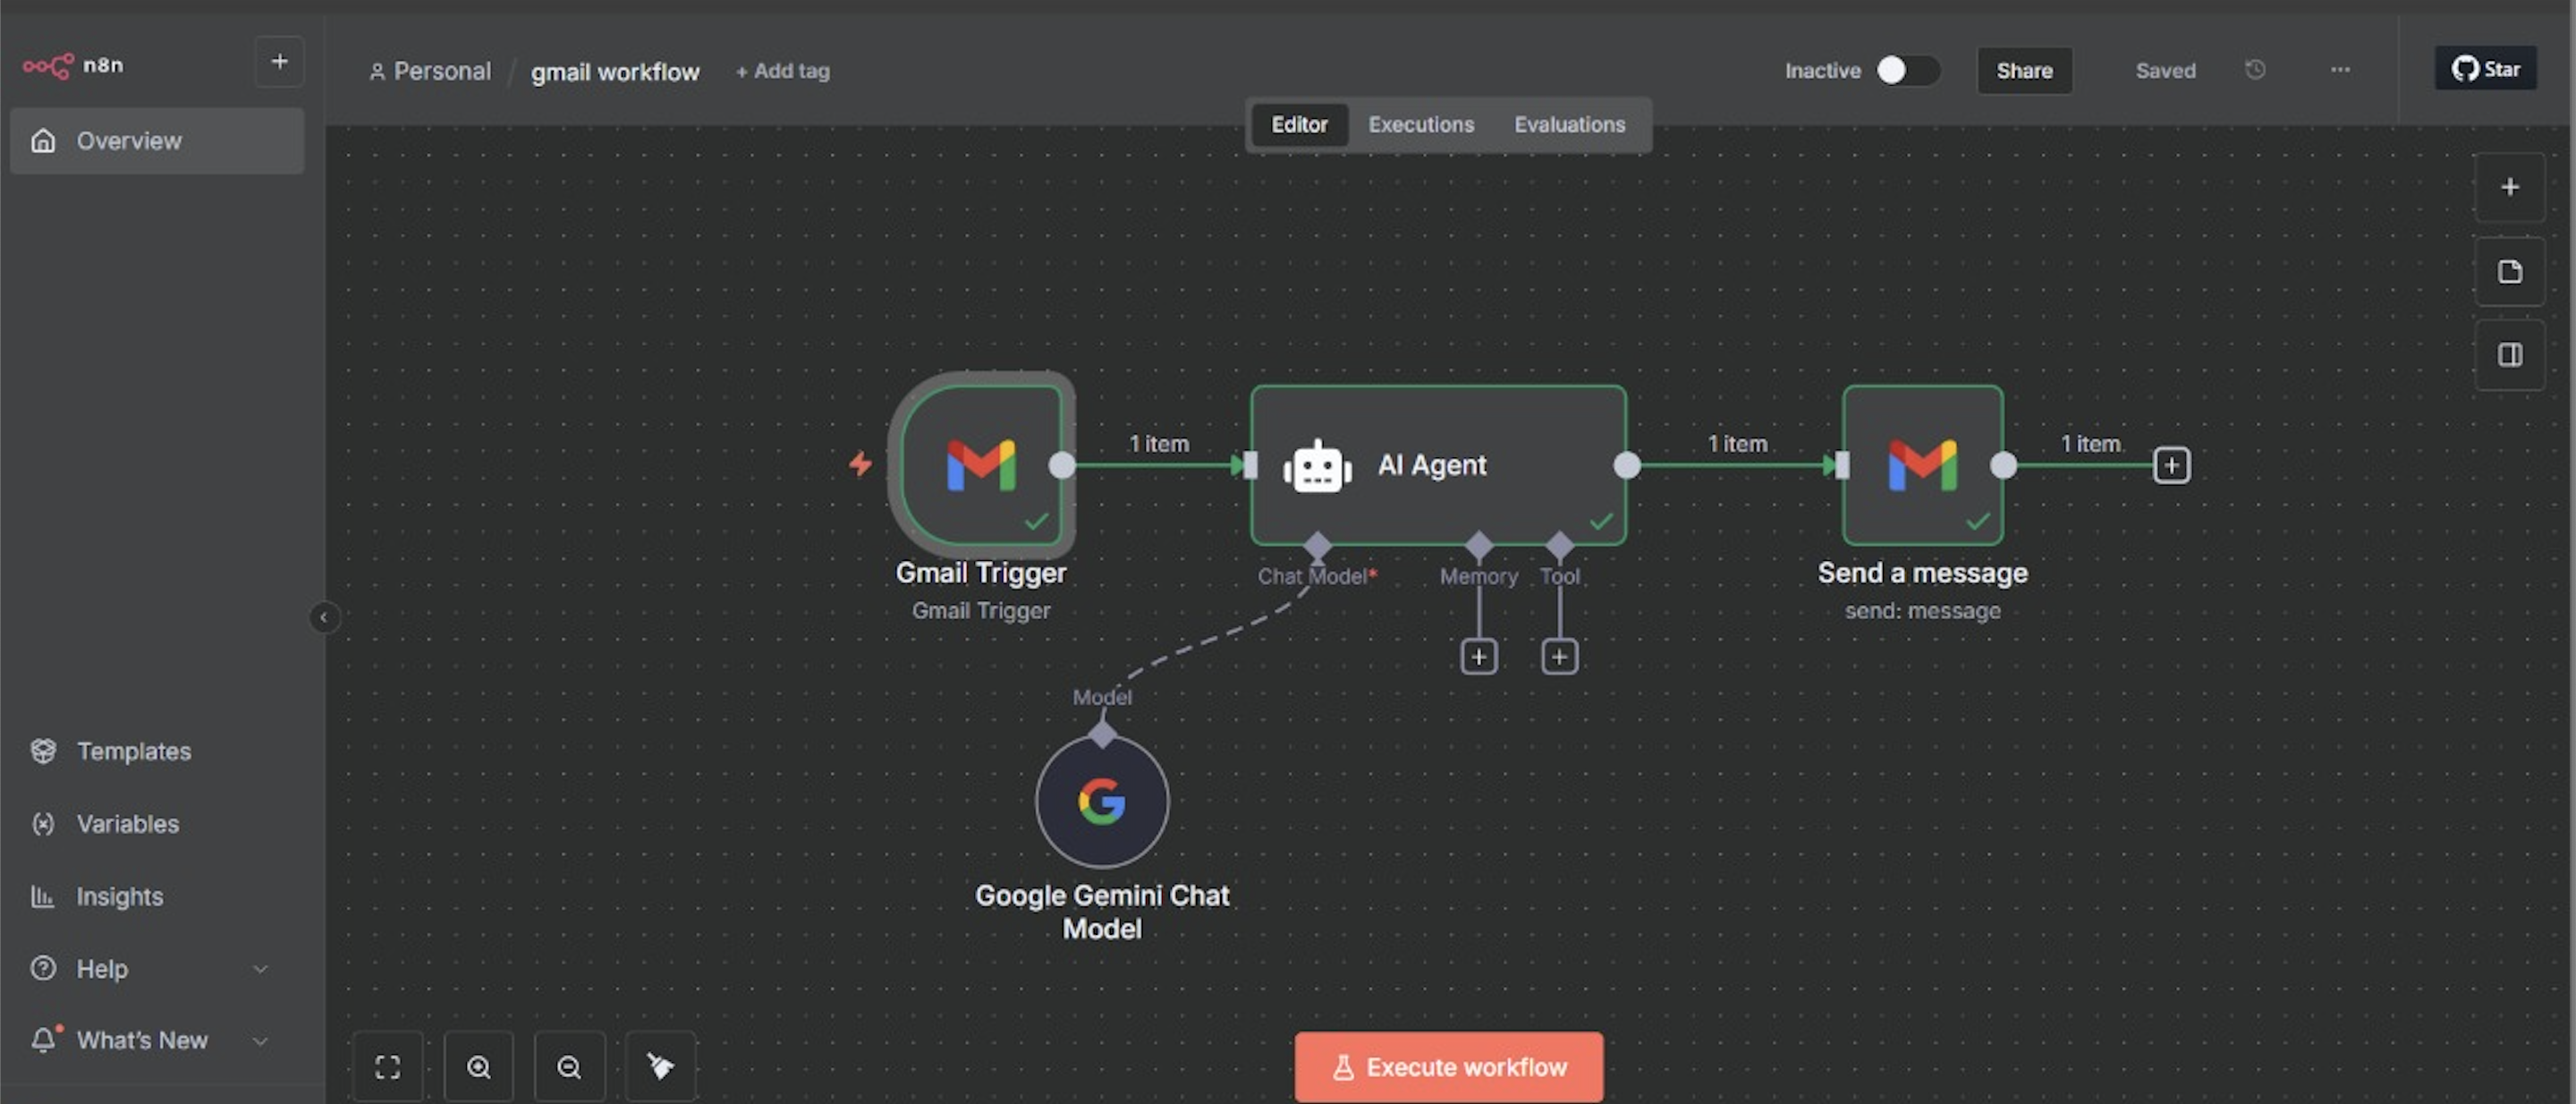 n8n
Personal / gmail workflow + Add tag
Inactive
Share
Saved
Star
Editor Executions Evaluations
Overview
1 item
AI Agent
1 item
1 item
Gmail Trigger
Gmail Trigger
Chat Model*
Memory
Tool
Send a message
send: message
Model
Google Gemini Chat
Model
Templates
Variables
Insights
Help
What's New
Execute workflow